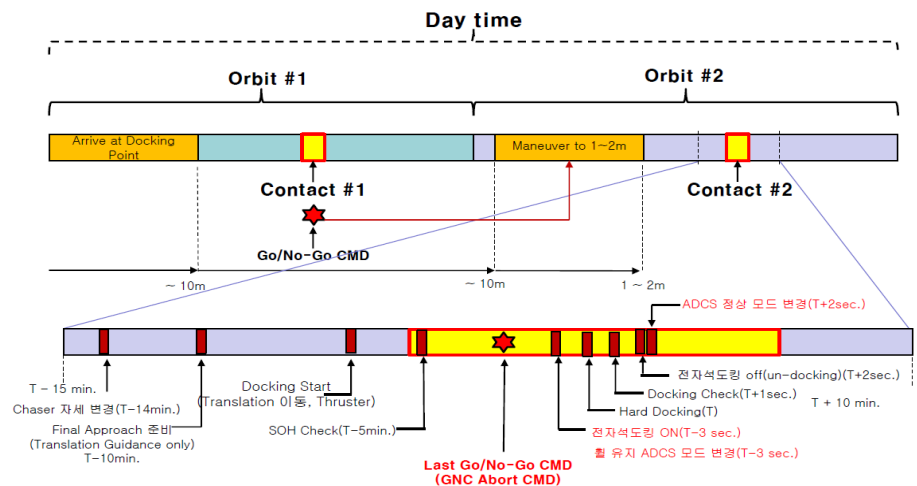 Day time
Orbit #1
Orbit #2
Arrive at Docking
Point
Maneuver to 1~2m
Contact #1
Contact #2
Go/No-Go CMD
~ 10m
~ 10m
1 ~ 2m
ADCS 정상 모드 변경(T+2sec.)
T - 15 min.
Chaser 자세 변경(T-14min.)
Final Approach 준비
(Translation Guidance only)
T-10min.
Docking Start
(Translation 이동, Thruster)
SOH Check(T-5min.)
Last Go/No-Go CMD
(GNC Abort CMD)
전자석도킹 off(un-docking)(T+2sec.)
Docking Check(T+1sec.)
Hard Docking(T)
전자석도킹 ON(T-3 sec.)
휠 유지 ADCS 모드 변경(T-3 sec.)
T + 10 min.